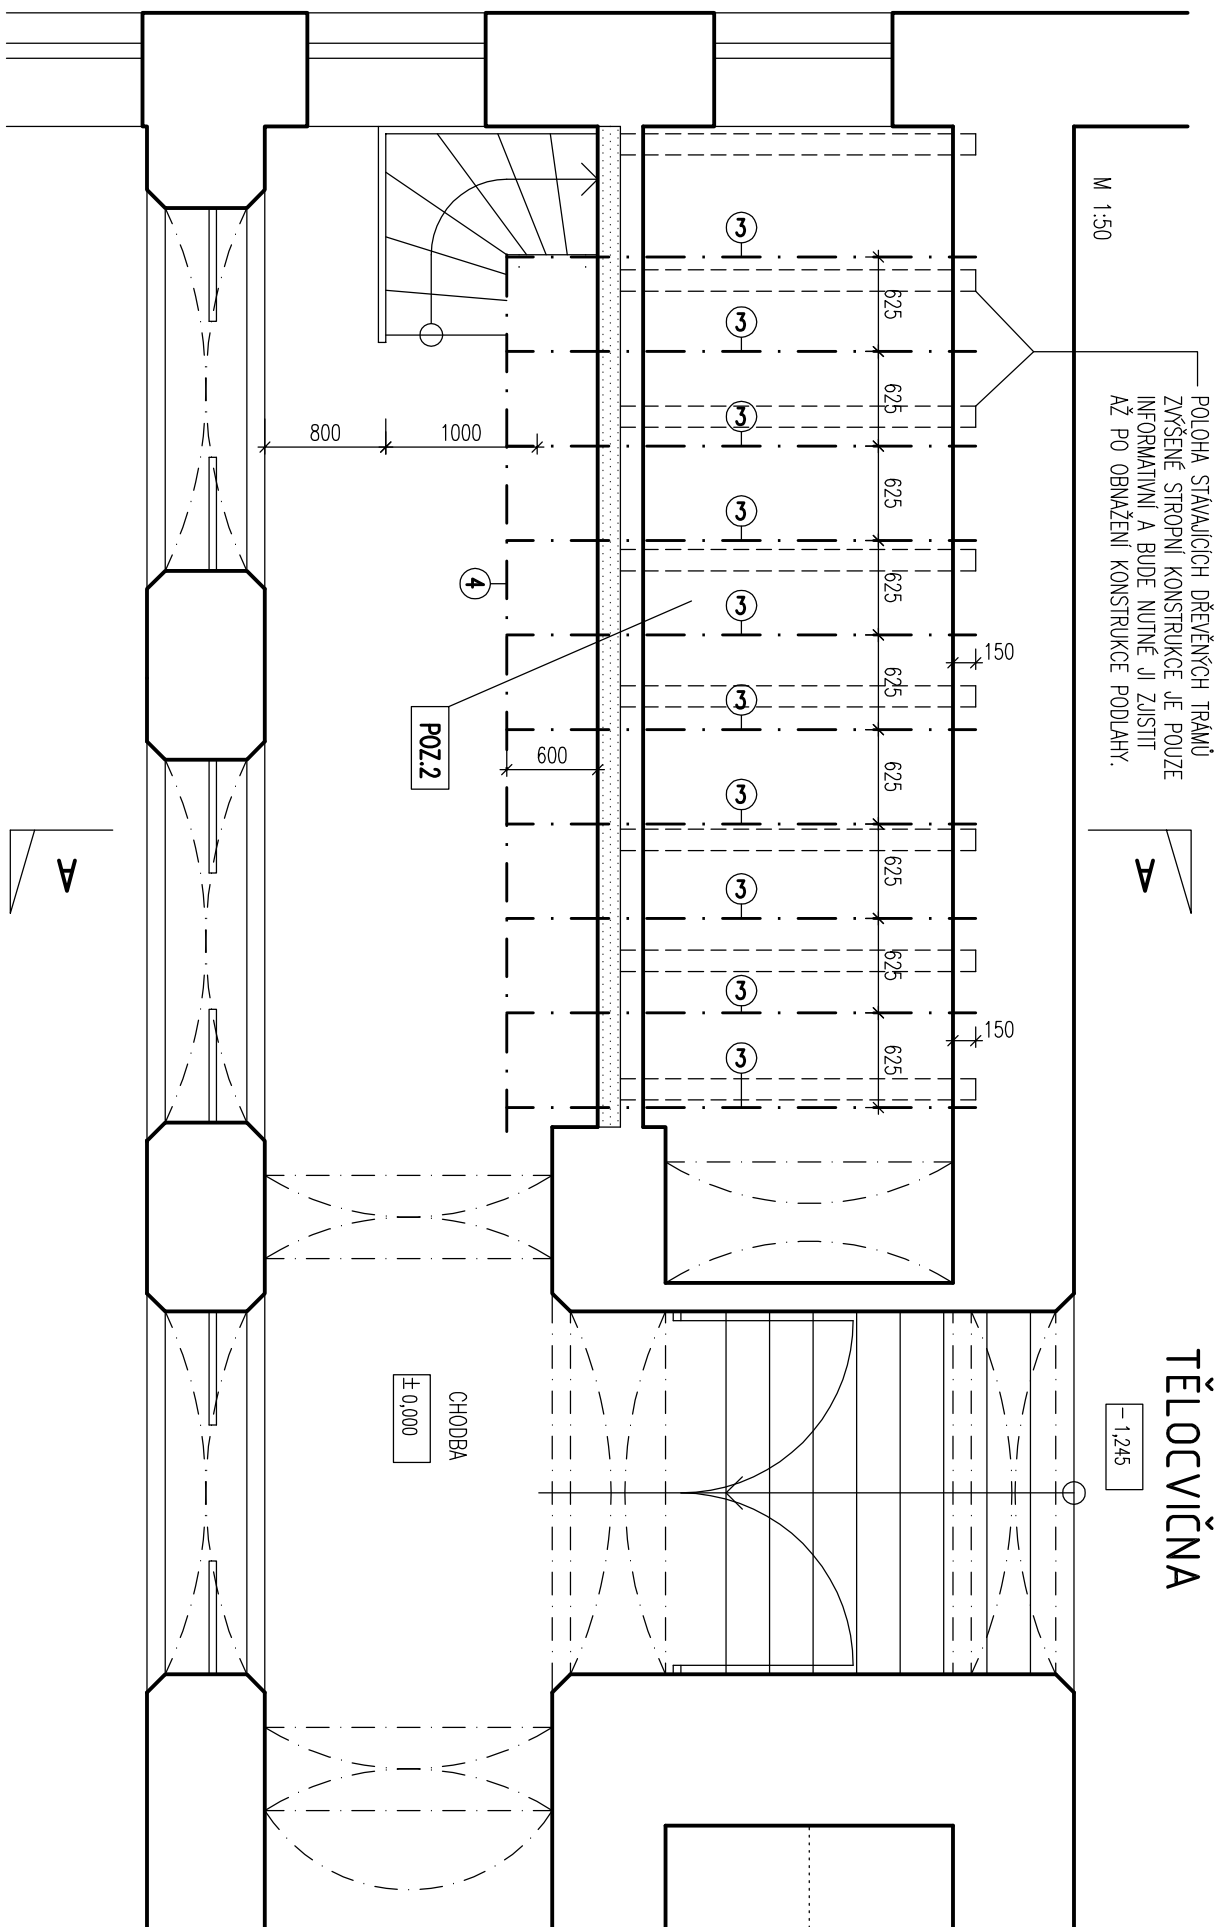 M 1:50
POLOHA STÁVAJÍCÍCH DŘEVĚNÝCH TRÁMŮ
ZVÝŠENÉ STROPNÍ KONSTRUKCE JE POUZE
INFORMATIVNÍ A BUDE NUTNÉ JI ZJISTIT
AŽ PO OBNAŽENÍ KONSTRUKCE PODLAHY.
TĚLOCVIČNA
-1,245
A
A
3
3
3
3
3
3
3
3
3
3
625
625
625
625
625
625
625
625
625
150
150
800
1000
600
4
POZ.2
CHODBA
±0,000